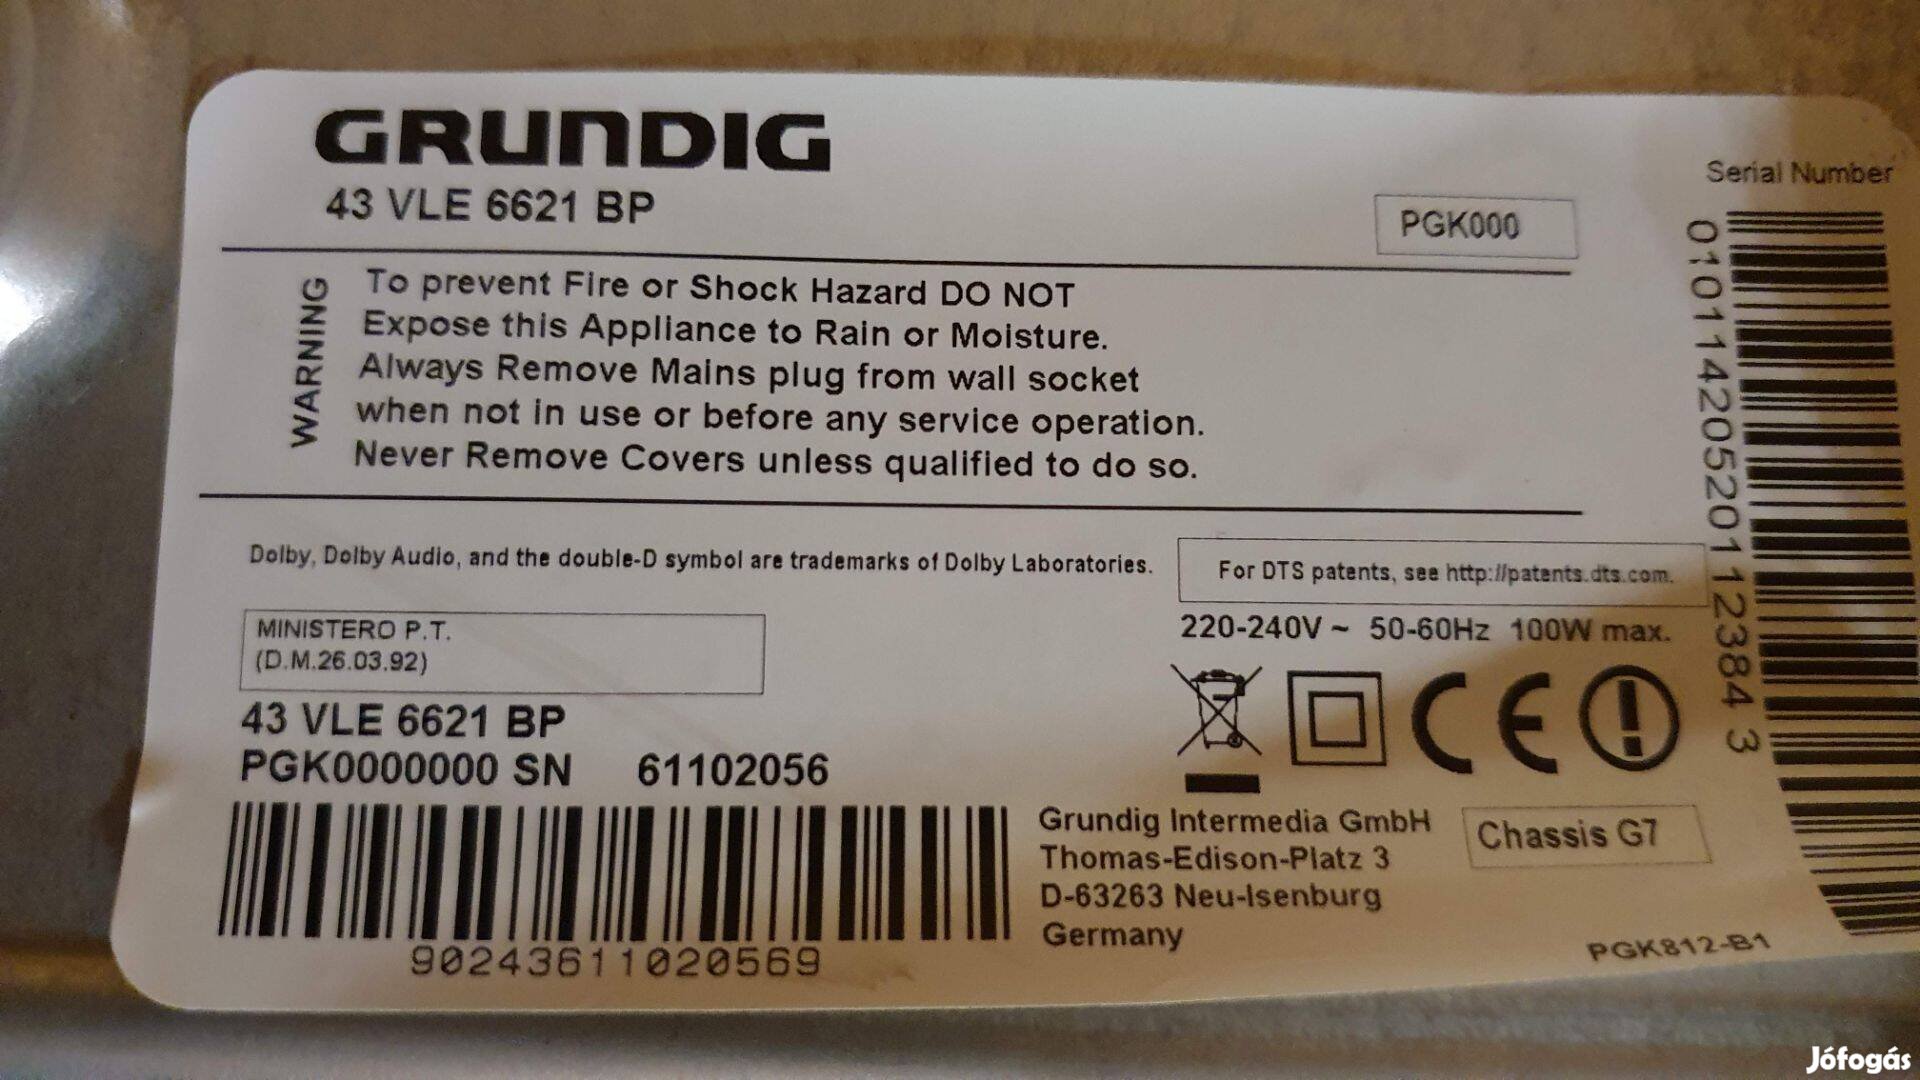 GRUNDIG
43 VLE 6621 BP
PGK000
Serial Number
WARNING
To prevent Fire or Shock Hazard DO NOT
Expose this Appliance to Rain or Moisture.
Always Remove Mains plug from wall socket
when not in use or before any service operation.
Never Remove Covers unless qualified to do so.
01011420520112384 3
Dolby, Dolby Audio, and the double-D symbol are trademarks of Dolby Laboratories.
For DTS patents, see http://patents.dts.com.
220-240V ~ 50-60Hz 100W max.
MINISTERO P.T.
(D.M.26.03.92)
43 VLE 6621 BP
PGK0000000 SN 61102056
90243611020569
CE
Grundig Intermedia GmbH
Thomas-Edison-Platz 3
D-63263 Neu-Isenburg
Germany
Chassis G7
PGK812-B1
Jófogás